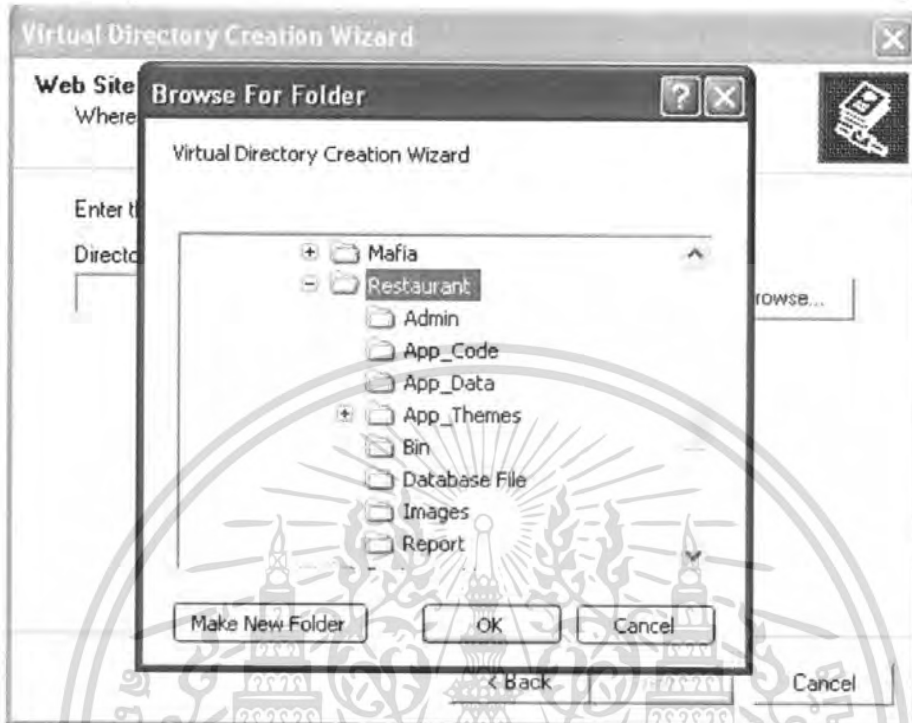 Virtual Directory Creation Wizard
Web Site
Where
Browse For Folder
Virtual Directory Creation Wizard
Enter th
Directo
rowse...
Mafia
Restaurant
Admin
App_Code
App_Data
App_Themes
Bin
Database File
Images
Report
Make New Folder
OK
Cancel
< Back
Cancel